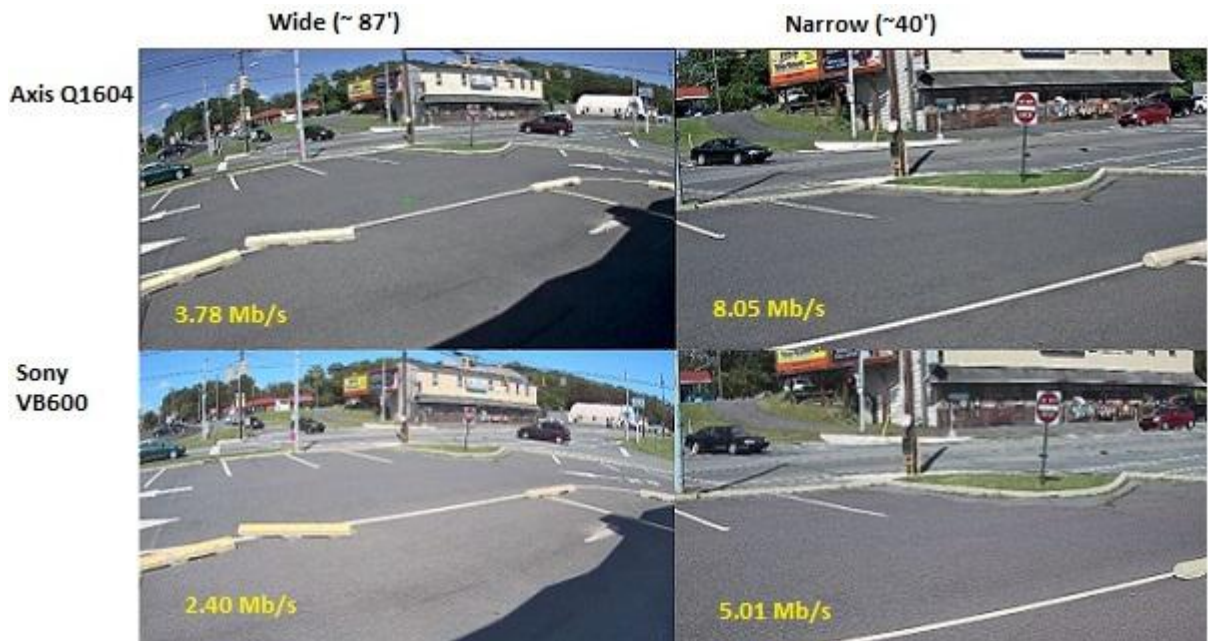 Wide (~ 87')
Narrow (~40')
Axis Q1604
3.78 Mb/s
8.05 Mb/s
Sony
VB600
2.40 Mb/s
5.01 Mb/s